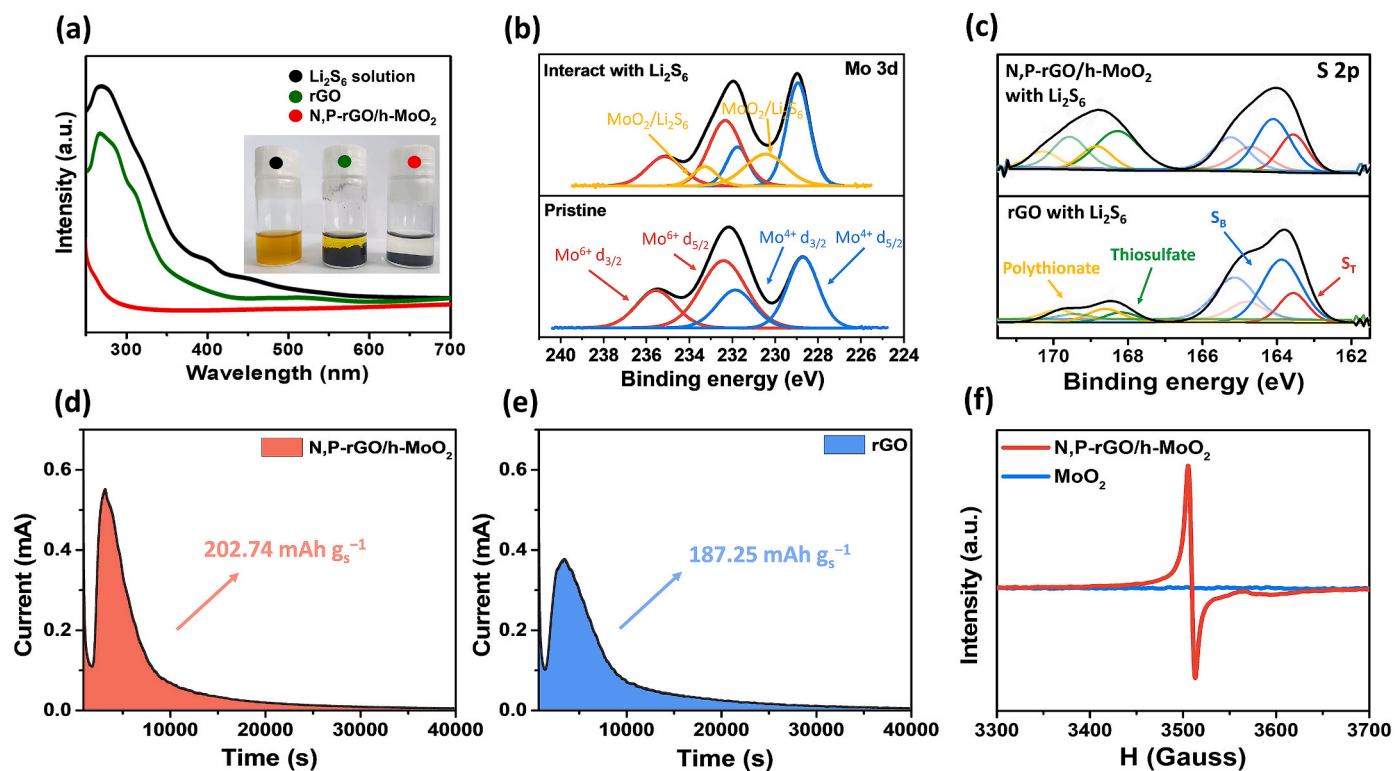 (a)
Intensity (a.u.)
Li₂S₆ solution
rGO
N,P-rGO/h-MoO₂
300
400
500
600
700
Wavelength (nm)
(b)
Interact with Li₂S₆
Mo 3d
MoO₂/Li₂S₆
MoO₂/Li₂S₆
Pristine
Mo⁶⁺ d₃/₂
Mo⁶⁺ d₅/₂
Mo⁴⁺ d₃/₂
Mo⁴⁺ d₅/₂
240
238
236
234
232
230
228
226
224
Binding energy (eV)
(c)
N,P-rGO/h-MoO₂
with Li₂S₆
S 2p
rGO with Li₂S₆
Polythionate
Thiosulfate
S_B
S_T
170
168
166
164
162
Binding energy (eV)
(d)
Current (mA)
0.6
0.4
0.2
0.0
N,P-rGO/h-MoO₂
202.74 mAh gₛ⁻¹
10000
20000
30000
40000
Time (s)
(e)
Current (mA)
0.6
0.4
0.2
0.0
rGO
187.25 mAh gₛ⁻¹
10000
20000
30000
40000
Time (s)
(f)
Intensity (a.u.)
N,P-rGO/h-MoO₂
MoO₂
3300
3400
3500
3600
3700
H (Gauss)